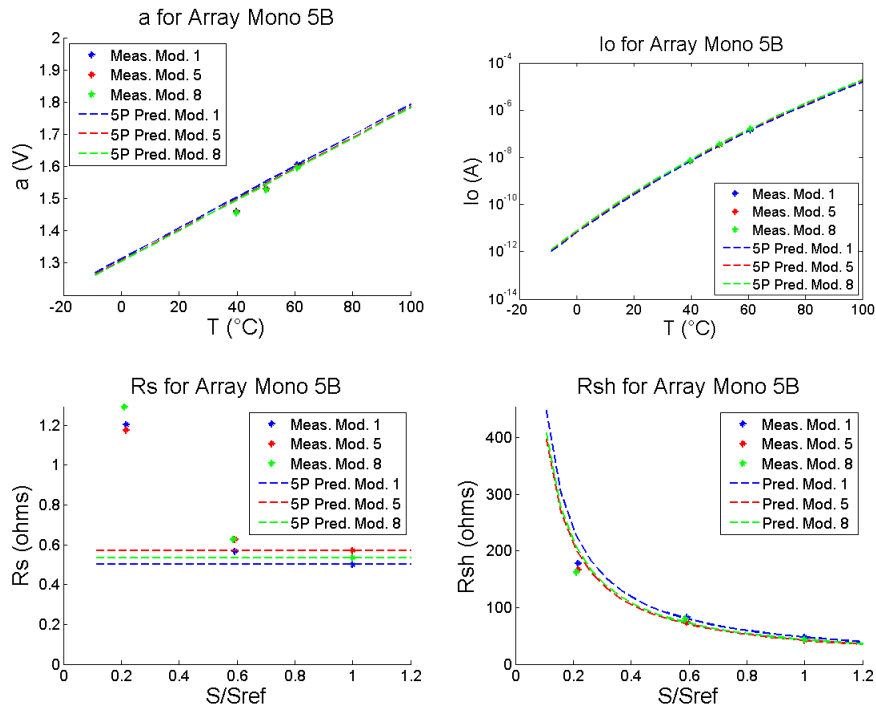 a for Array Mono 5B
2
1.9
1.8
1.7
1.6
1.5
1.4
1.3
a (V)
Meas. Mod. 1
Meas. Mod. 5
Meas. Mod. 8
5P Pred. Mod. 1
5P Pred. Mod. 5
5P Pred. Mod. 8
-20 0 20 40 60 80 100
T (°C)
Io for Array Mono 5B
10^-4
10^-6
10^-8
10^-10
10^-12
10^-14
Io (A)
Meas. Mod. 1
Meas. Mod. 5
Meas. Mod. 8
5P Pred. Mod. 1
5P Pred. Mod. 5
5P Pred. Mod. 8
-20 0 20 40 60 80 100
T (°C)
Rs for Array Mono 5B
1.2
1
0.8
0.6
0.4
0.2
0
Rs (ohms)
Meas. Mod. 1
Meas. Mod. 5
Meas. Mod. 8
5P Pred. Mod. 1
5P Pred. Mod. 5
5P Pred. Mod. 8
0 0.2 0.4 0.6 0.8 1 1.2
S/Sref
Rsh for Array Mono 5B
400
300
200
100
0
Rsh (ohms)
Meas. Mod. 1
Meas. Mod. 5
Meas. Mod. 8
Pred. Mod. 1
Pred. Mod. 5
Pred. Mod. 8
0 0.2 0.4 0.6 0.8 1 1.2
S/Sref